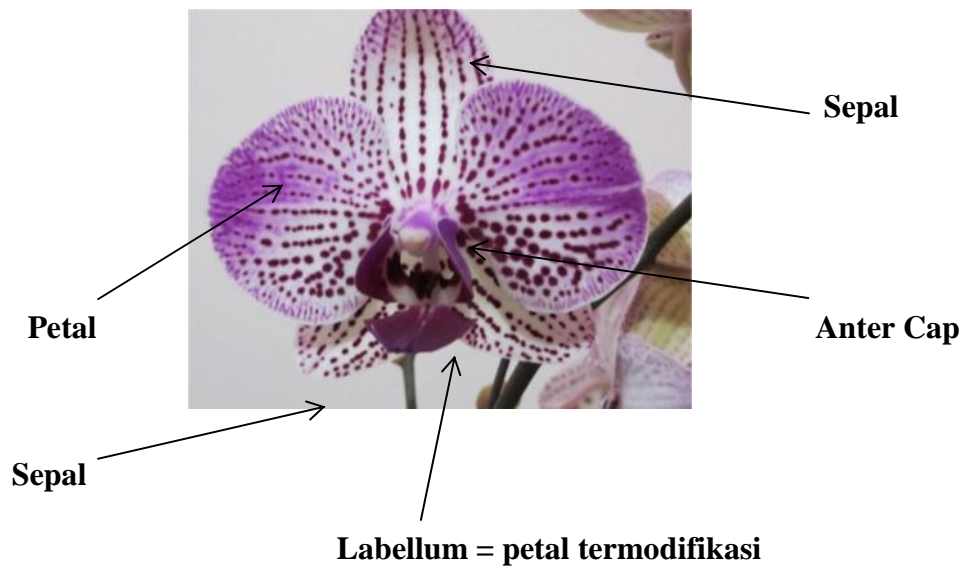 Sepal
Petal
Anter Cap
Sepal
Labellum = petal termodifikasi